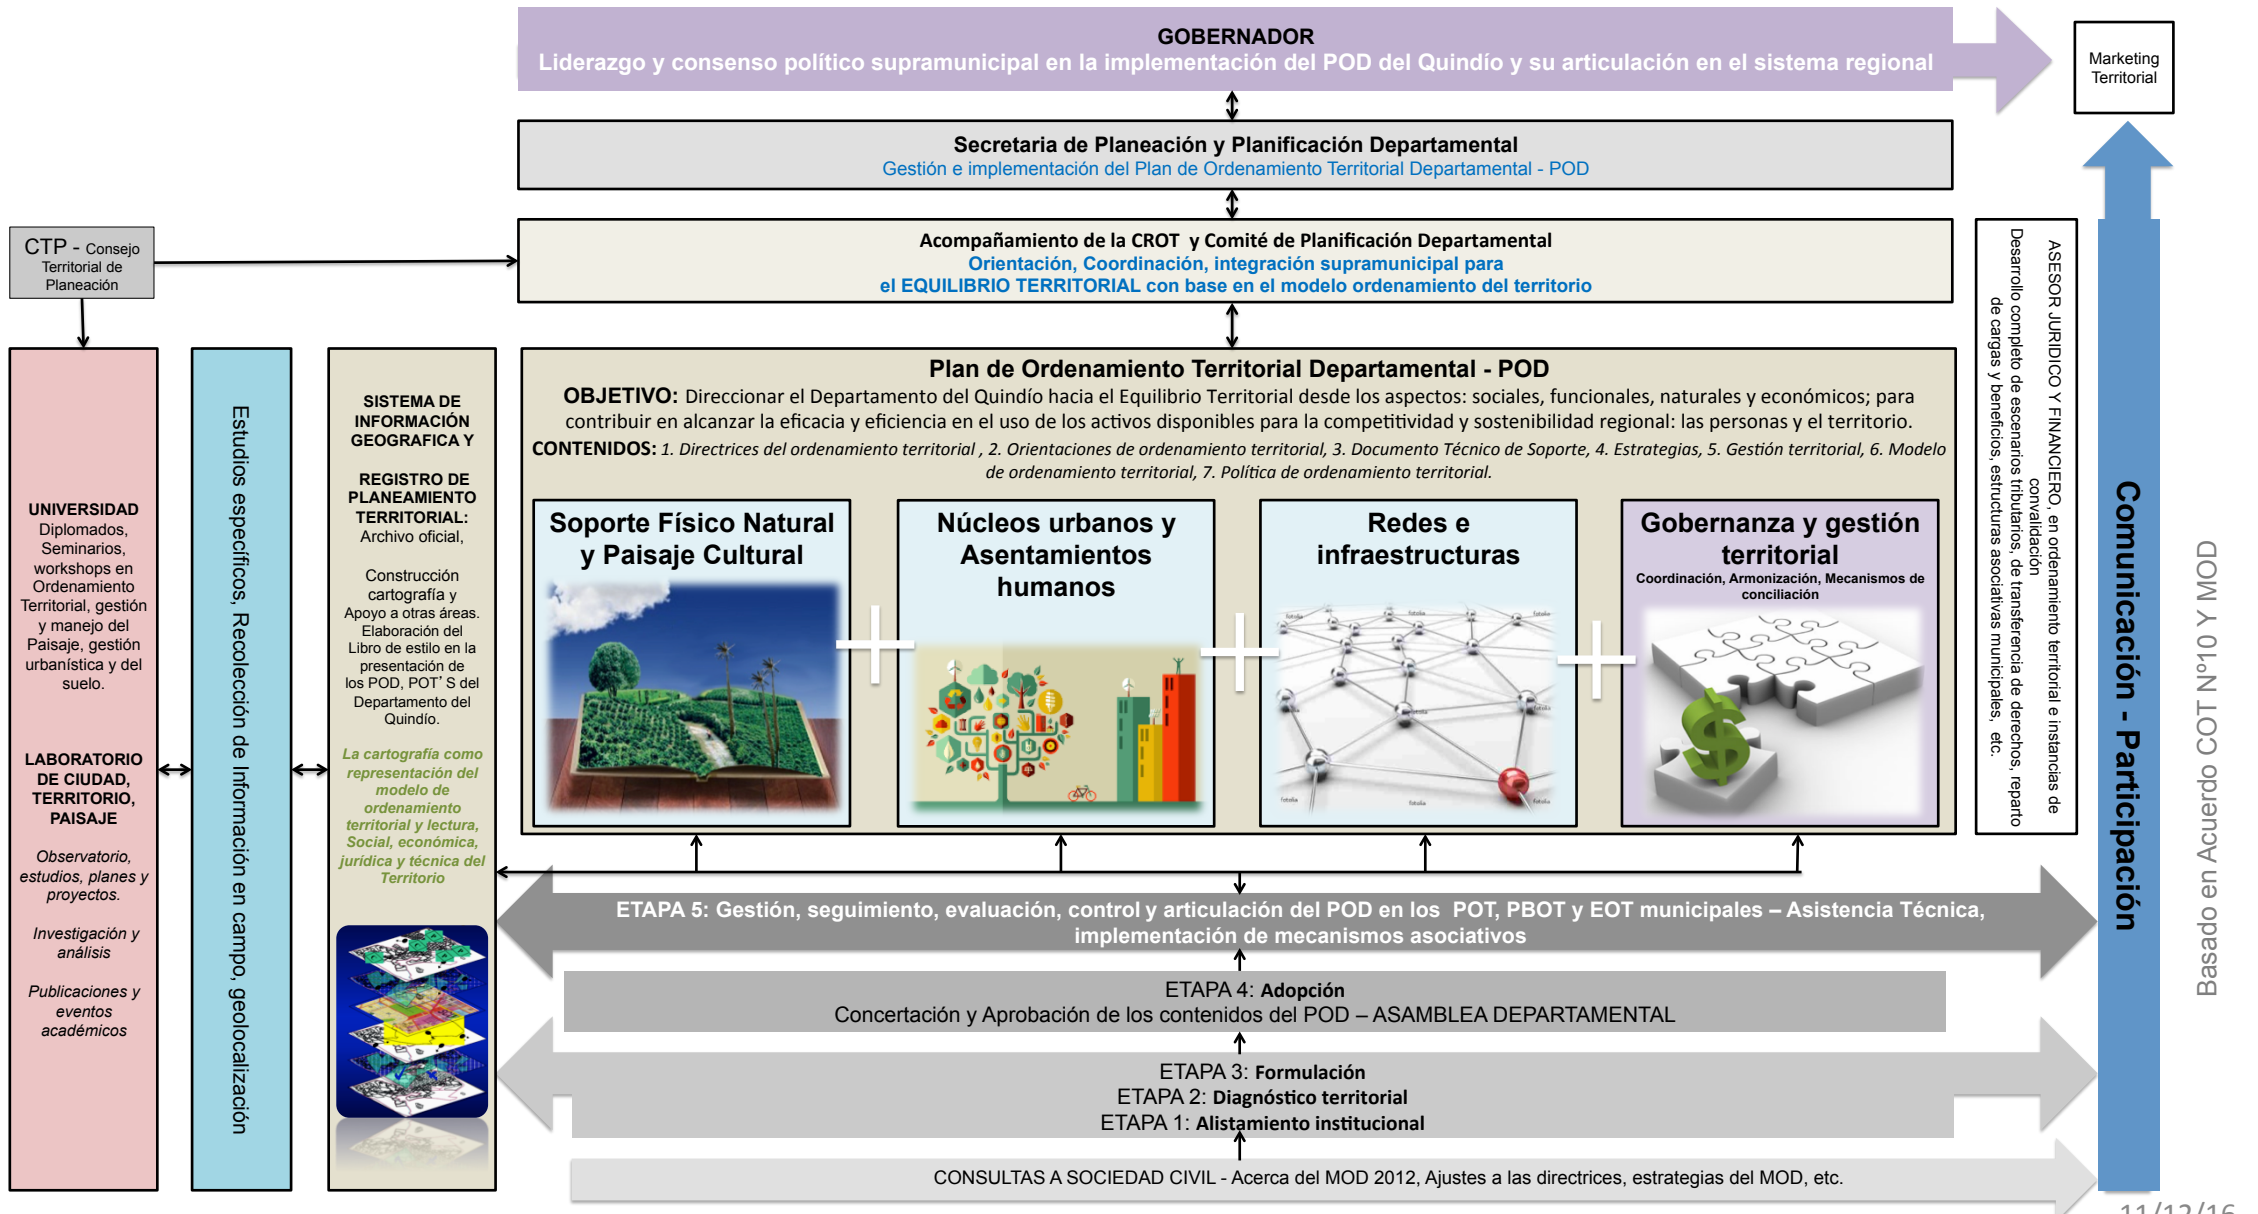 GOBERNADOR
Liderazgo y consenso político supramunicipal en la implementación del POD del Quindío y su articulación en el sistema regional
Marketing
Territorial
Secretaria de Planeación y Planificación Departamental
Gestión e implementación del Plan de Ordenamiento Territorial Departamental - POD
CTP - Consejo
Territorial de
Planeación
Acompañamiento de la CROT y Comité de Planificación Departamental
Orientación, Coordinación, integración supramunicipal para
el EQUILIBRIO TERRITORIAL con base en el modelo ordenamiento del territorio
UNIVERSIDAD
Diplomados,
Seminarios,
workshops en
Ordenamiento
Territorial, gestión
y manejo del
Paisaje, gestión
urbanística y del
suelo.
LABORATORIO
DE CIUDAD,
TERRITORIO,
PAISAJE
Observatorio,
estudios, planes y
proyectos.
Investigación y
análisis
Publicaciones y
eventos
académicos
Estudios específicos, Recolección de Información en campo, geolocalización
SISTEMA DE
INFORMACIÓN
GEOGRAFICA Y
REGISTRO DE
PLANEAMIENTO
TERRITORIAL:
Archivo oficial,
Construcción
cartografía y
Apoyo a otras áreas.
Elaboración del
Libro de estilo en la
presentación de
los POD, POT´S del
Departamento del
Quindío.
La cartografía como
representación del
modelo de
ordenamiento
territorial y lectura,
Social, económica,
jurídica y técnica del
Territorio
Plan de Ordenamiento Territorial Departamental - POD
OBJETIVO: Direccionar el Departamento del Quindío hacia el Equilibrio Territorial desde los aspectos: sociales, funcionales, naturales y económicos; para
contribuir en alcanzar la eficacia y eficiencia en el uso de los activos disponibles para la competitividad y sostenibilidad regional: las personas y el territorio.
CONTENIDOS: 1. Directrices del ordenamiento territorial , 2. Orientaciones de ordenamiento territorial, 3. Documento Técnico de Soporte, 4. Estrategias, 5. Gestión territorial, 6. Modelo
de ordenamiento territorial, 7. Política de ordenamiento territorial.
Soporte Físico Natural
y Paisaje Cultural
Núcleos urbanos y
Asentamientos
humanos
Redes e
infraestructuras
fotolia
fotolia
fotolia
fotolia
fotolia
fotolia
Gobernanza y gestión
territorial
Coordinación, Armonización, Mecanismos de
conciliación
$
ASESOR JURIDICO Y FINANCIERO, en ordenamiento territorial e instancias de
convalidación
Desarrollo completo de escenarios tributarios, de transferencia de derechos, reparto
de cargas y beneficios, estructuras asociativas municipales, etc.
Comunicación - Participación
Basado en Acuerdo COT Nº10 Y MOD
ETAPA 5: Gestión, seguimiento, evaluación, control y articulación del POD en los POT, PBOT y EOT municipales – Asistencia Técnica,
implementación de mecanismos asociativos
ETAPA 4: Adopción
Concertación y Aprobación de los contenidos del POD – ASAMBLEA DEPARTAMENTAL
ETAPA 3: Formulación
ETAPA 2: Diagnóstico territorial
ETAPA 1: Alistamiento institucional
CONSULTAS A SOCIEDAD CIVIL - Acerca del MOD 2012, Ajustes a las directrices, estrategias del MOD, etc.
11/12/16